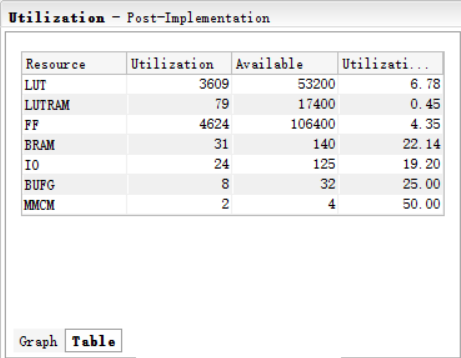 Utilization - Post-Implementation
Resource Utilization Available Utilizati...
LUT 3609 53200 6.78
LUTRAM 79 17400 0.45
FF 4624 106400 4.35
BRAM 31 140 22.14
IO 24 125 19.20
BUFG 8 32 25.00
MMCM 2 4 50.00
Graph Table